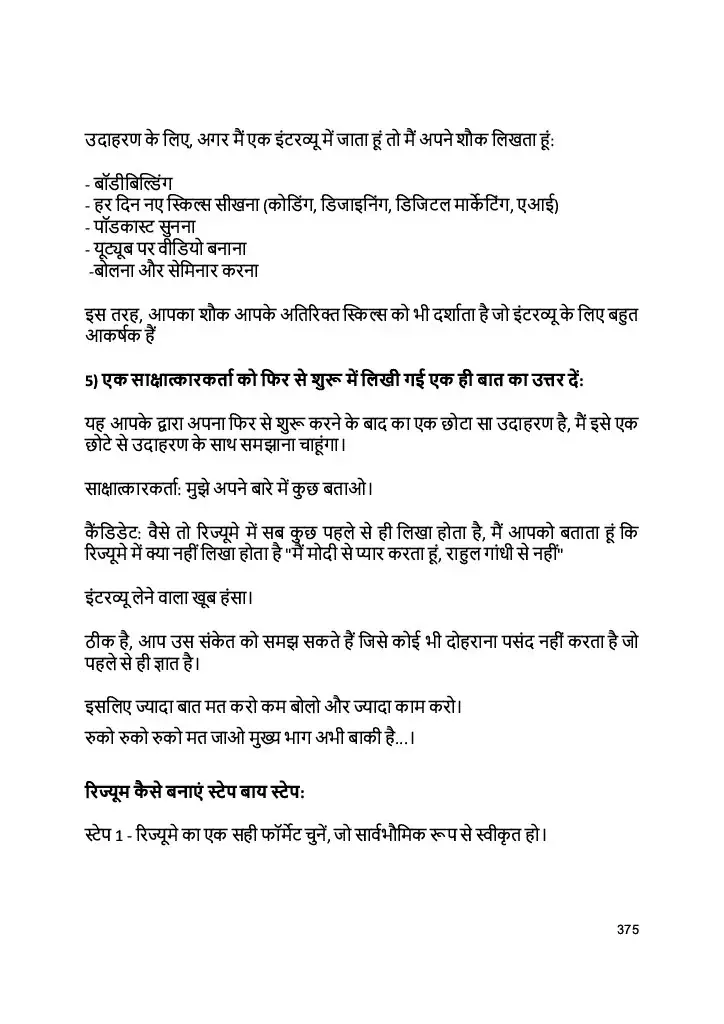 उदाहरण के लिए, अगर मैं एक इंटरव्यू में जाता हूं तो मैं अपने शौक लिखता हूं:
- बॉडीबिल्डिंग
- हर दिन नए स्किल्स सीखना (कोडिंग, डिजाइनिंग, डिजिटल मार्केटिंग, एआई)
- पॉडकास्ट सुनना
- यूट्यूब पर वीडियो बनाना
-बोलना और सेमिनार करना
इस तरह, आपका शौक आपके अतिरिक्त स्किल्स को भी दर्शाता है जो इंटरव्यू के लिए बहुत
आकर्षक हैं
5) एक साक्षात्कारकर्ता को फिर से शुरू में लिखी गई एक ही बात का उत्तर दें:
यह आपके द्वारा अपना फिर से शुरू करने के बाद का एक छोटा सा उदाहरण है, मैं इसे एक
छोटे से उदाहरण के साथ समझाना चाहूंगा।
साक्षात्कारकर्ता: मुझे अपने बारे में कुछ बताओ।
कैंडिडेट: वैसे तो रिज्यूमे में सब कुछ पहले से ही लिखा होता है, मैं आपको बताता हूं कि
रिज्यूमे में क्या नहीं लिखा होता है "मैं मोदी से प्यार करता हूं, राहुल गांधी से नहीं"
इंटरव्यू लेने वाला खूब हंसा।
ठीक है, आप उस संकेत को समझ सकते हैं जिसे कोई भी दोहराना पसंद नहीं करता है जो
पहले से ही ज्ञात है।
इसलिए ज्यादा बात मत करो कम बोलो और ज्यादा काम करो।
रुको रुको रुको मत जाओ मुख्य भाग अभी बाकी है...।
रिज्यूम कैसे बनाएं स्टेप बाय स्टेप:
स्टेप 1 - रिज्यूमे का एक सही फॉर्मेट चुनें, जो सार्वभौमिक रूप से स्वीकृत हो।
375